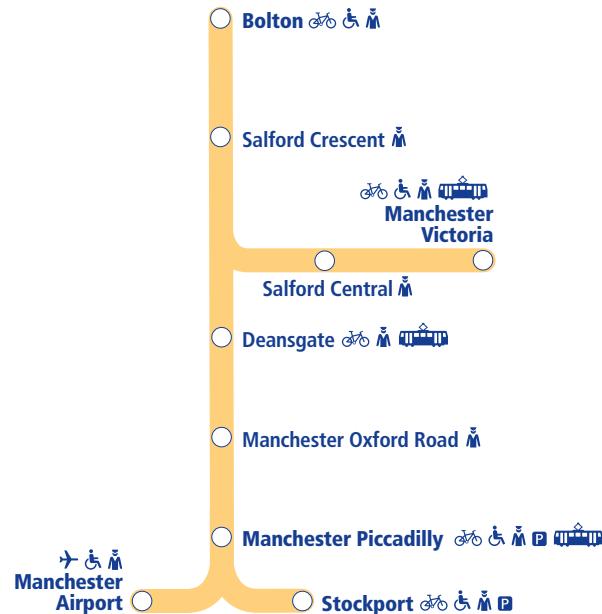 Bolton
Salford Crescent
Manchester
Victoria
Salford Central
Deansgate
Manchester Oxford Road
Manchester Piccadilly P
Manchester
Airport
Stockport P